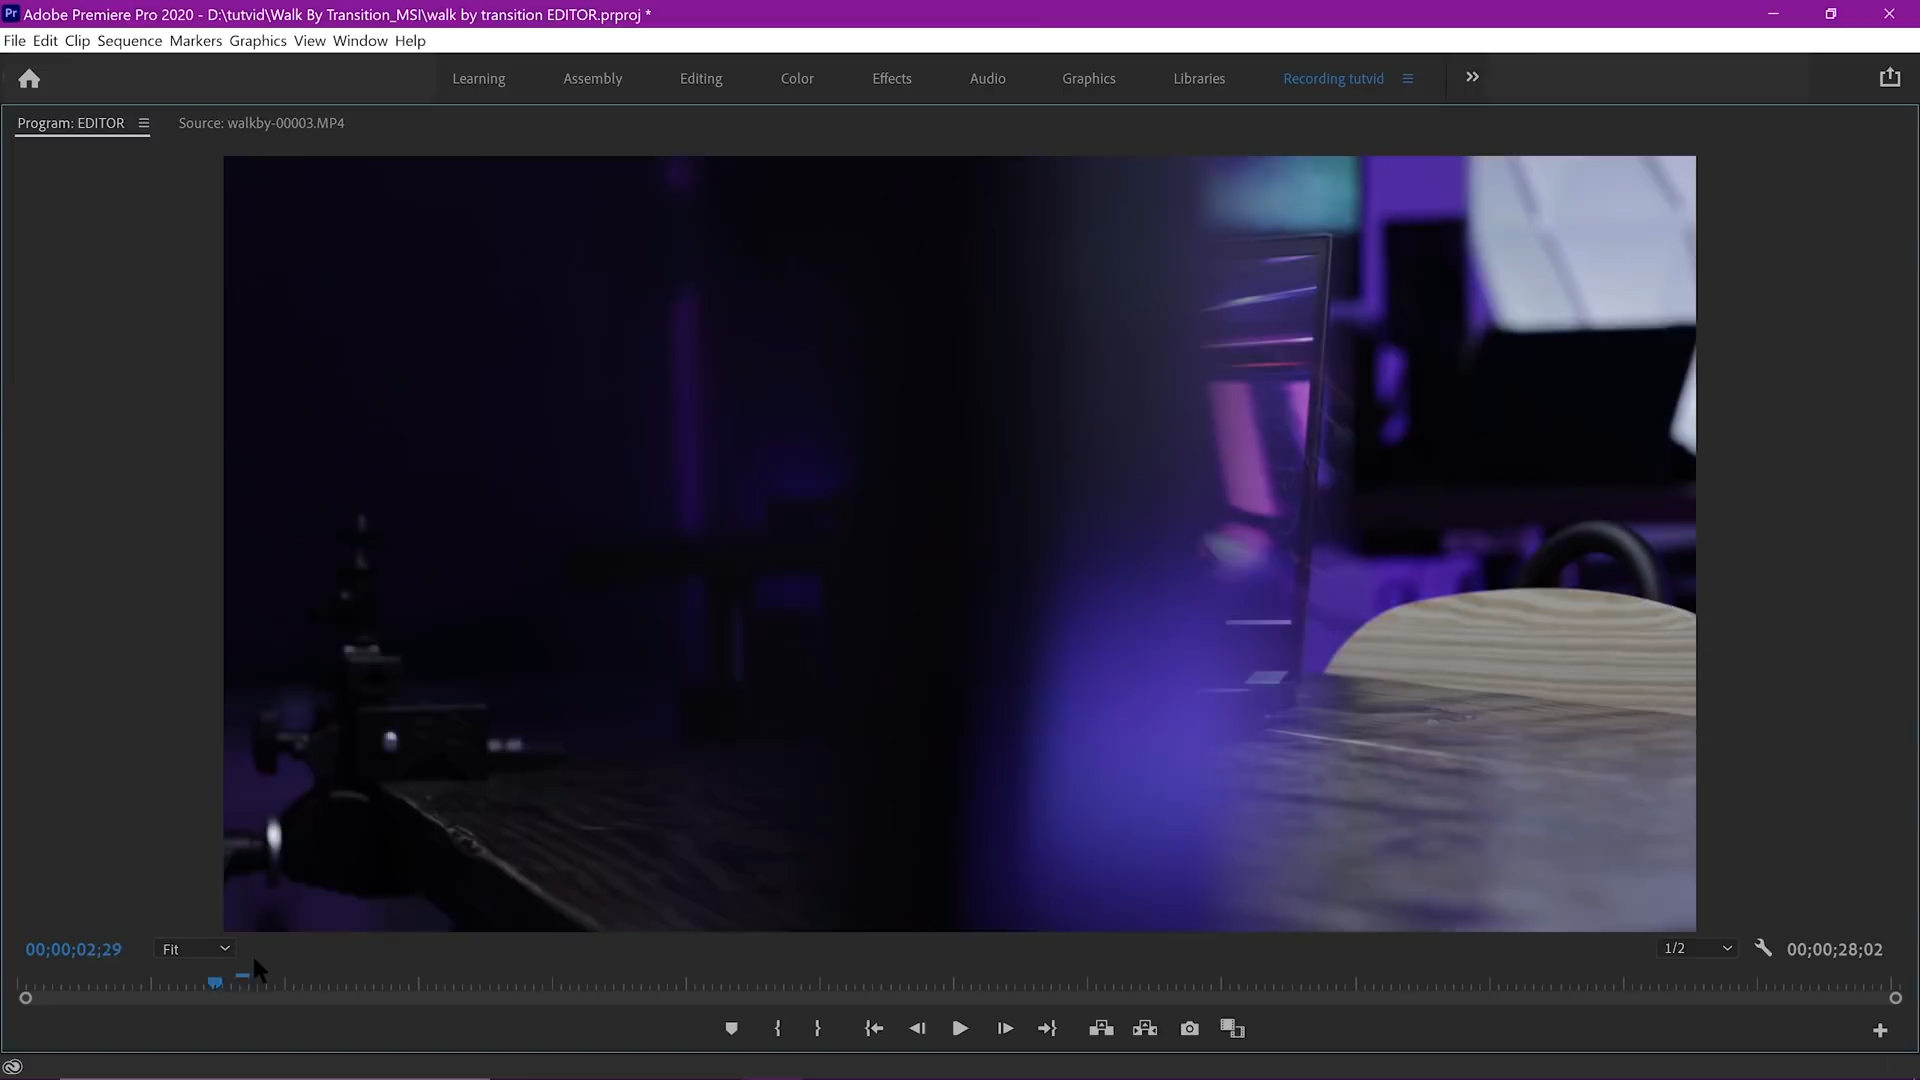 Pr Adobe Premiere Pro 2020 - D:\tutvid\Walk By Transition_MSI\walk by transition EDITOR.prproj *
File Edit Clip Sequence Markers Graphics View Window Help
Learning Assembly Editing Color Effects Audio Graphics Libraries Recording tutvid
Program: EDITOR Source: walkby-00003.MP4
00;00;02;29 Fit 1/2 00;00;28;02